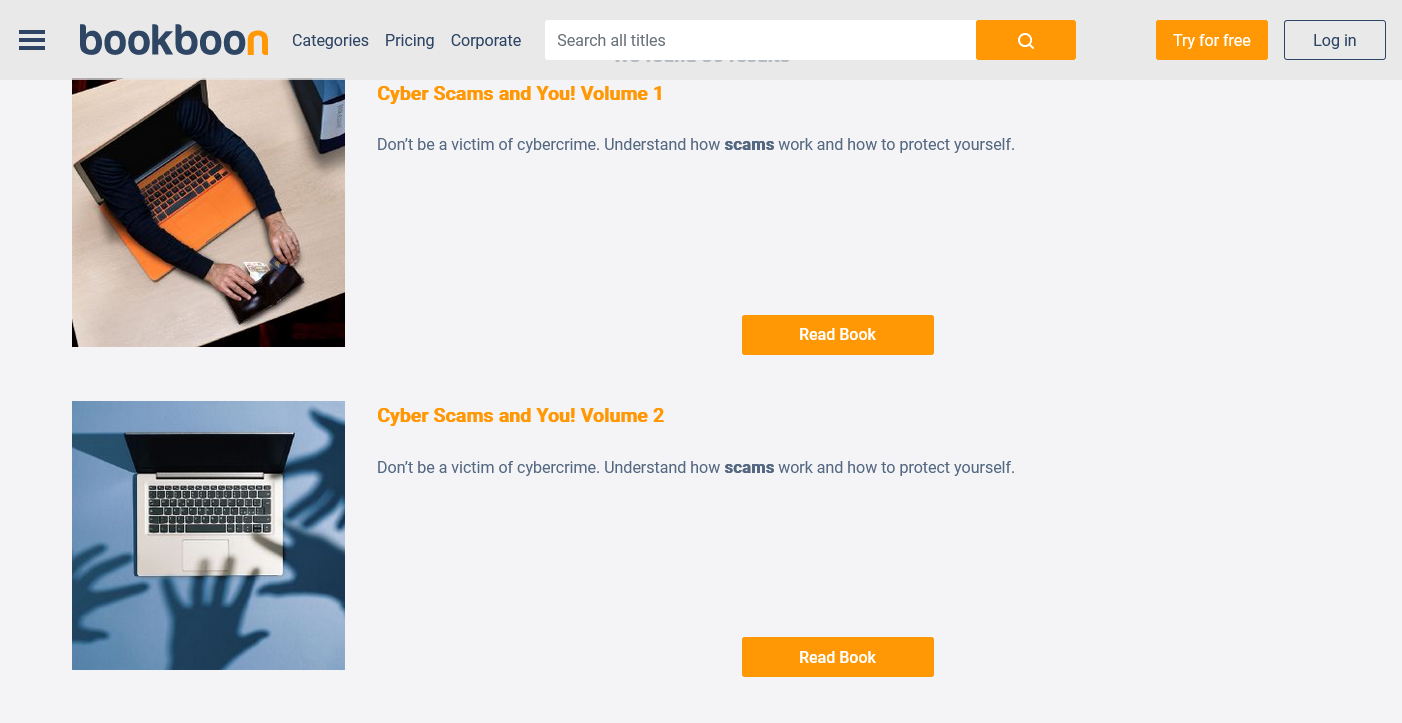 bookboon
Categories Pricing Corporate
Search all titles
Try for free
Log in
Cyber Scams and You! Volume 1
Don’t be a victim of cybercrime. Understand how scams work and how to protect yourself.
Read Book
Cyber Scams and You! Volume 2
Don’t be a victim of cybercrime. Understand how scams work and how to protect yourself.
Read Book